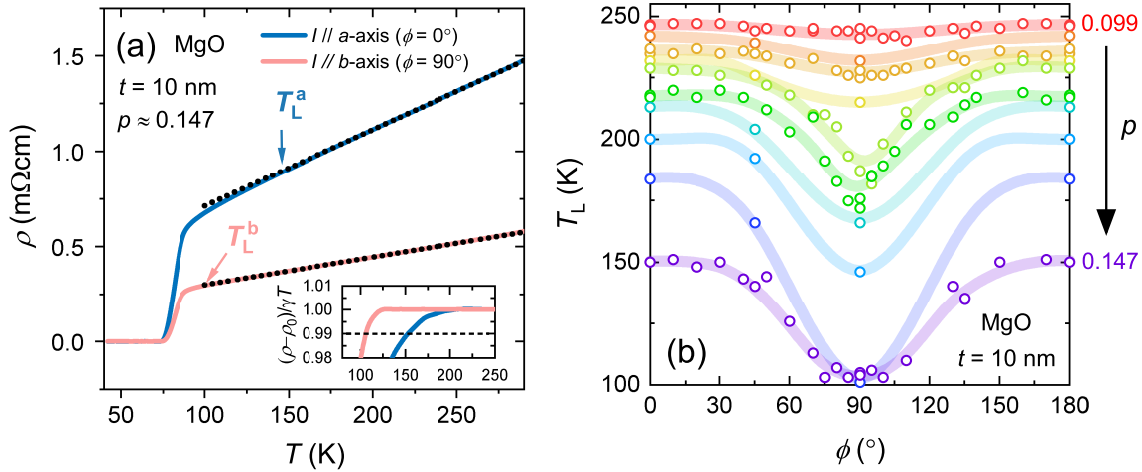 (a)
MgO
t = 10 nm
p ≈ 0.147
I // a-axis (ϕ = 0°)
I // b-axis (ϕ = 90°)
T_L^a
T_L^b
1.5
1.0
0.5
0.0
ρ (mΩcm)
50 100 150 200 250
T (K)
(ρ−ρ₀)/γT
1.00
0.99
0.98
100 150 200 250
250
200
150
100
T_L (K)
0 30 60 90 120 150 180
ϕ (°)
(b)
MgO
t = 10 nm
0.099
p
0.147